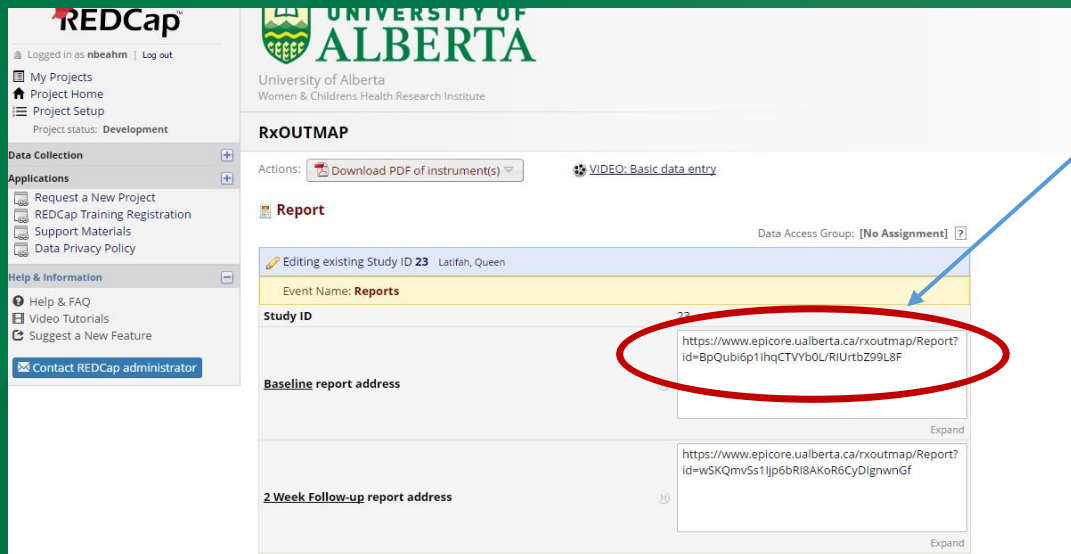 REDCap
Logged in as nbeahm | Log out
My Projects
Project Home
Project Setup
Project status: Development
Data Collection
Applications
Request a New Project
REDCap Training Registration
Support Materials
Data Privacy Policy
Help & Information
Help & FAQ
Video Tutorials
Suggest a New Feature
Contact REDCap administrator
UNIVERSITY OF
ALBERTA
University of Alberta
Women & Childrens Health Research Institute
RxOUTMAP
Actions: Download PDF of instrument(s)
VIDEO: Basic data entry
Report
Data Access Group: [No Assignment] ?
Editing existing Study ID 23 Latifah, Queen
Event Name: Reports
Study ID 23
https://www.epicore.ualberta.ca/rxoutmap/Report?
id=BpQubi6p1IhqCTVYb0L/RIUrtbZ99L8F
Baseline report address
Expand
https://www.epicore.ualberta.ca/rxoutmap/Report?
id=wSKQmvSs1Ijp6bRI8AKoR6CyDIgnwnGf
2 Week Follow-up report address
H
Expand